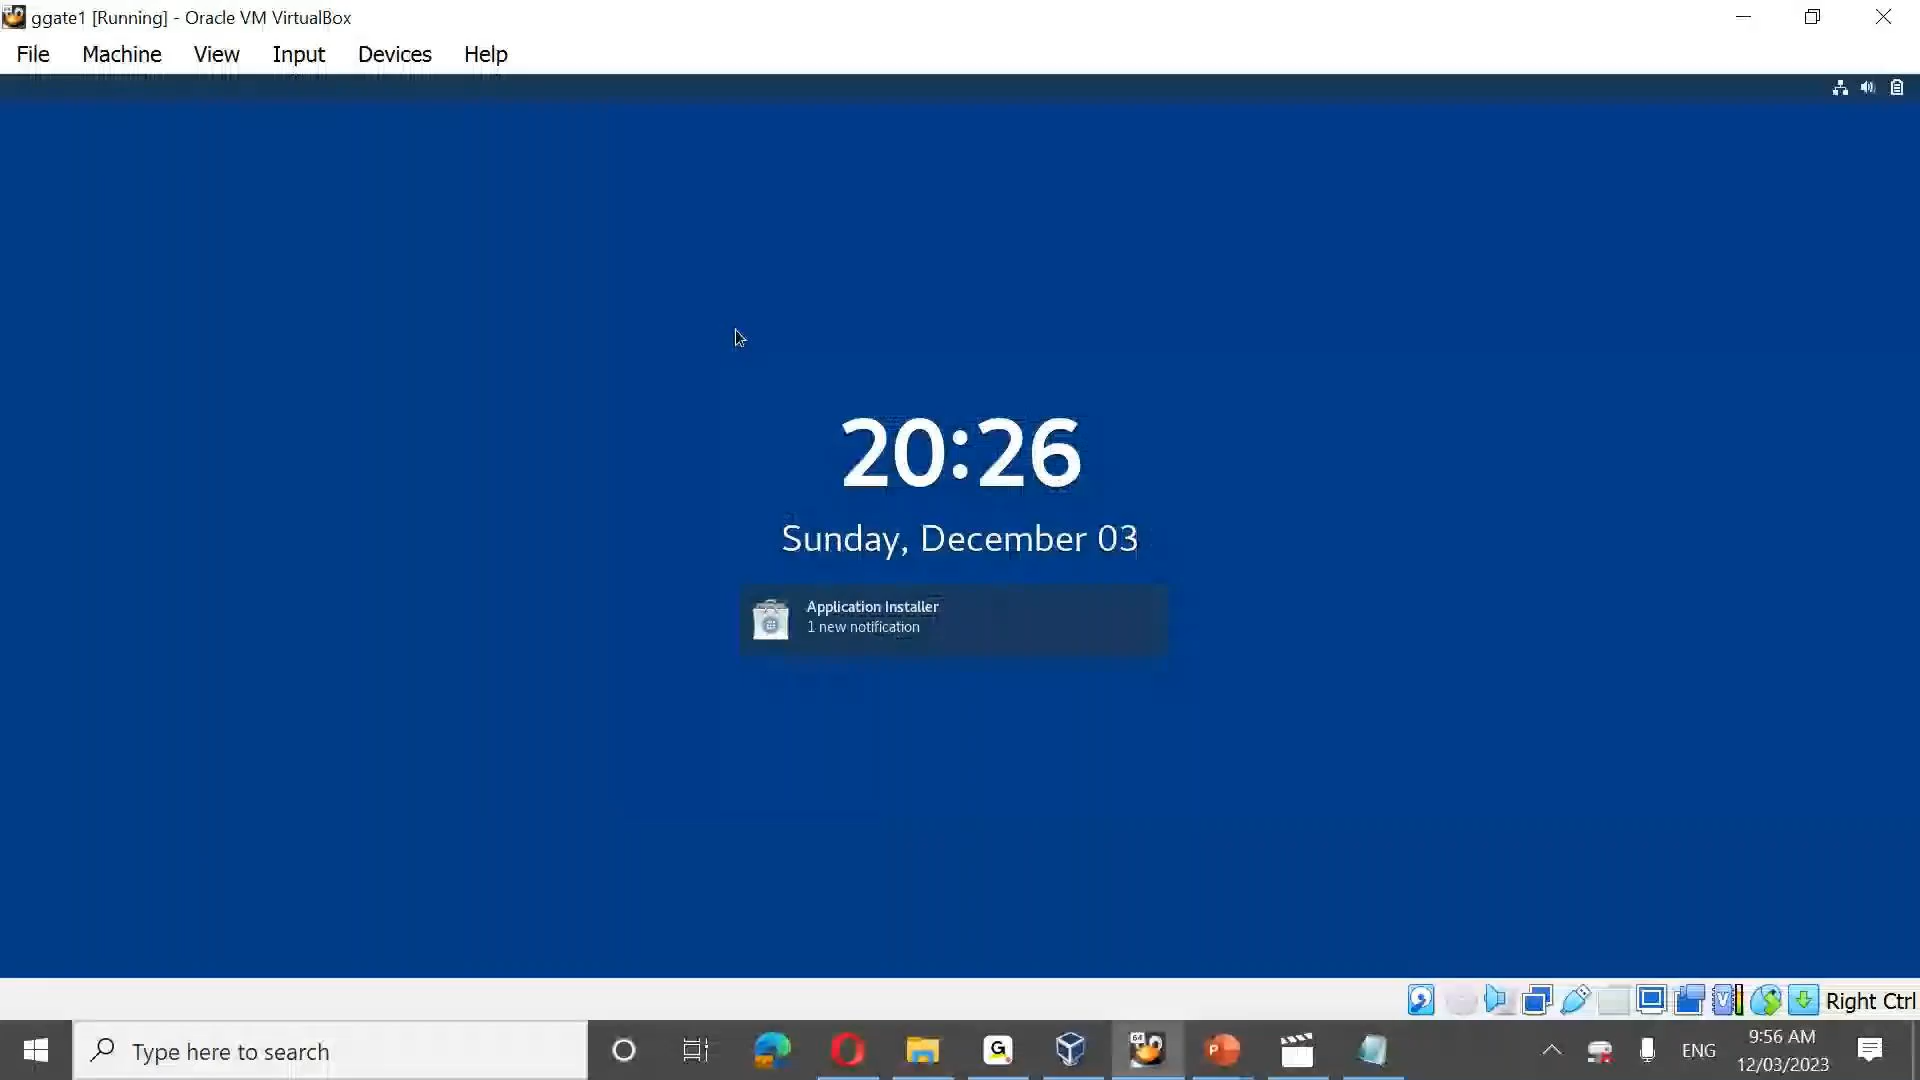 ggate1 [Running] - Oracle VM VirtualBox
File Machine View Input Devices Help
20:26
Sunday, December 03
Application Installer
1 new notification
Right Ctrl
Type here to search
64
G
P
ENG
9:56 AM
12/03/2023